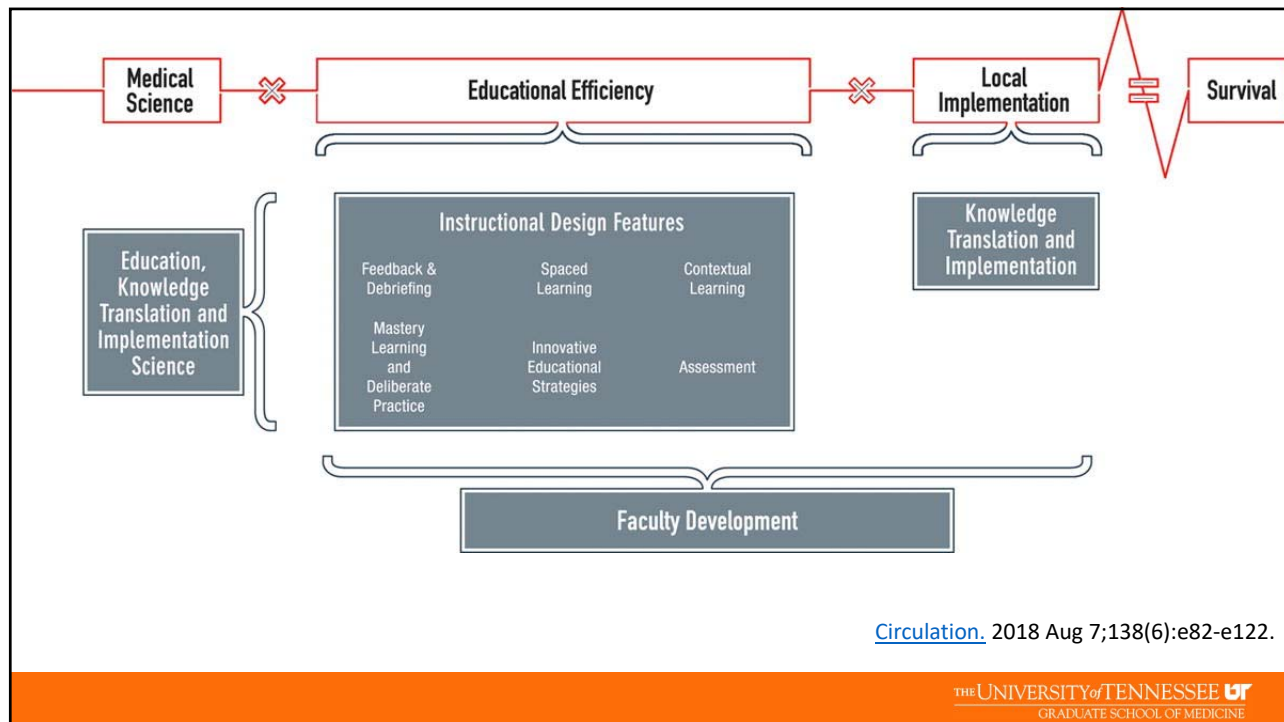 Medical
Science
Educational Efficiency
Local
Implementation
Survival
Education,
Knowledge
Translation and
Implementation
Science
Instructional Design Features
Feedback &
Debriefing
Spaced
Learning
Contextual
Learning
Mastery
Learning
and
Deliberate
Practice
Innovative
Educational
Strategies
Assessment
Knowledge
Translation and
Implementation
Faculty Development
Circulation. 2018 Aug 7;138(6):e82-e122.
THE UNIVERSITY of TENNESSEE UT
GRADUATE SCHOOL OF MEDICINE